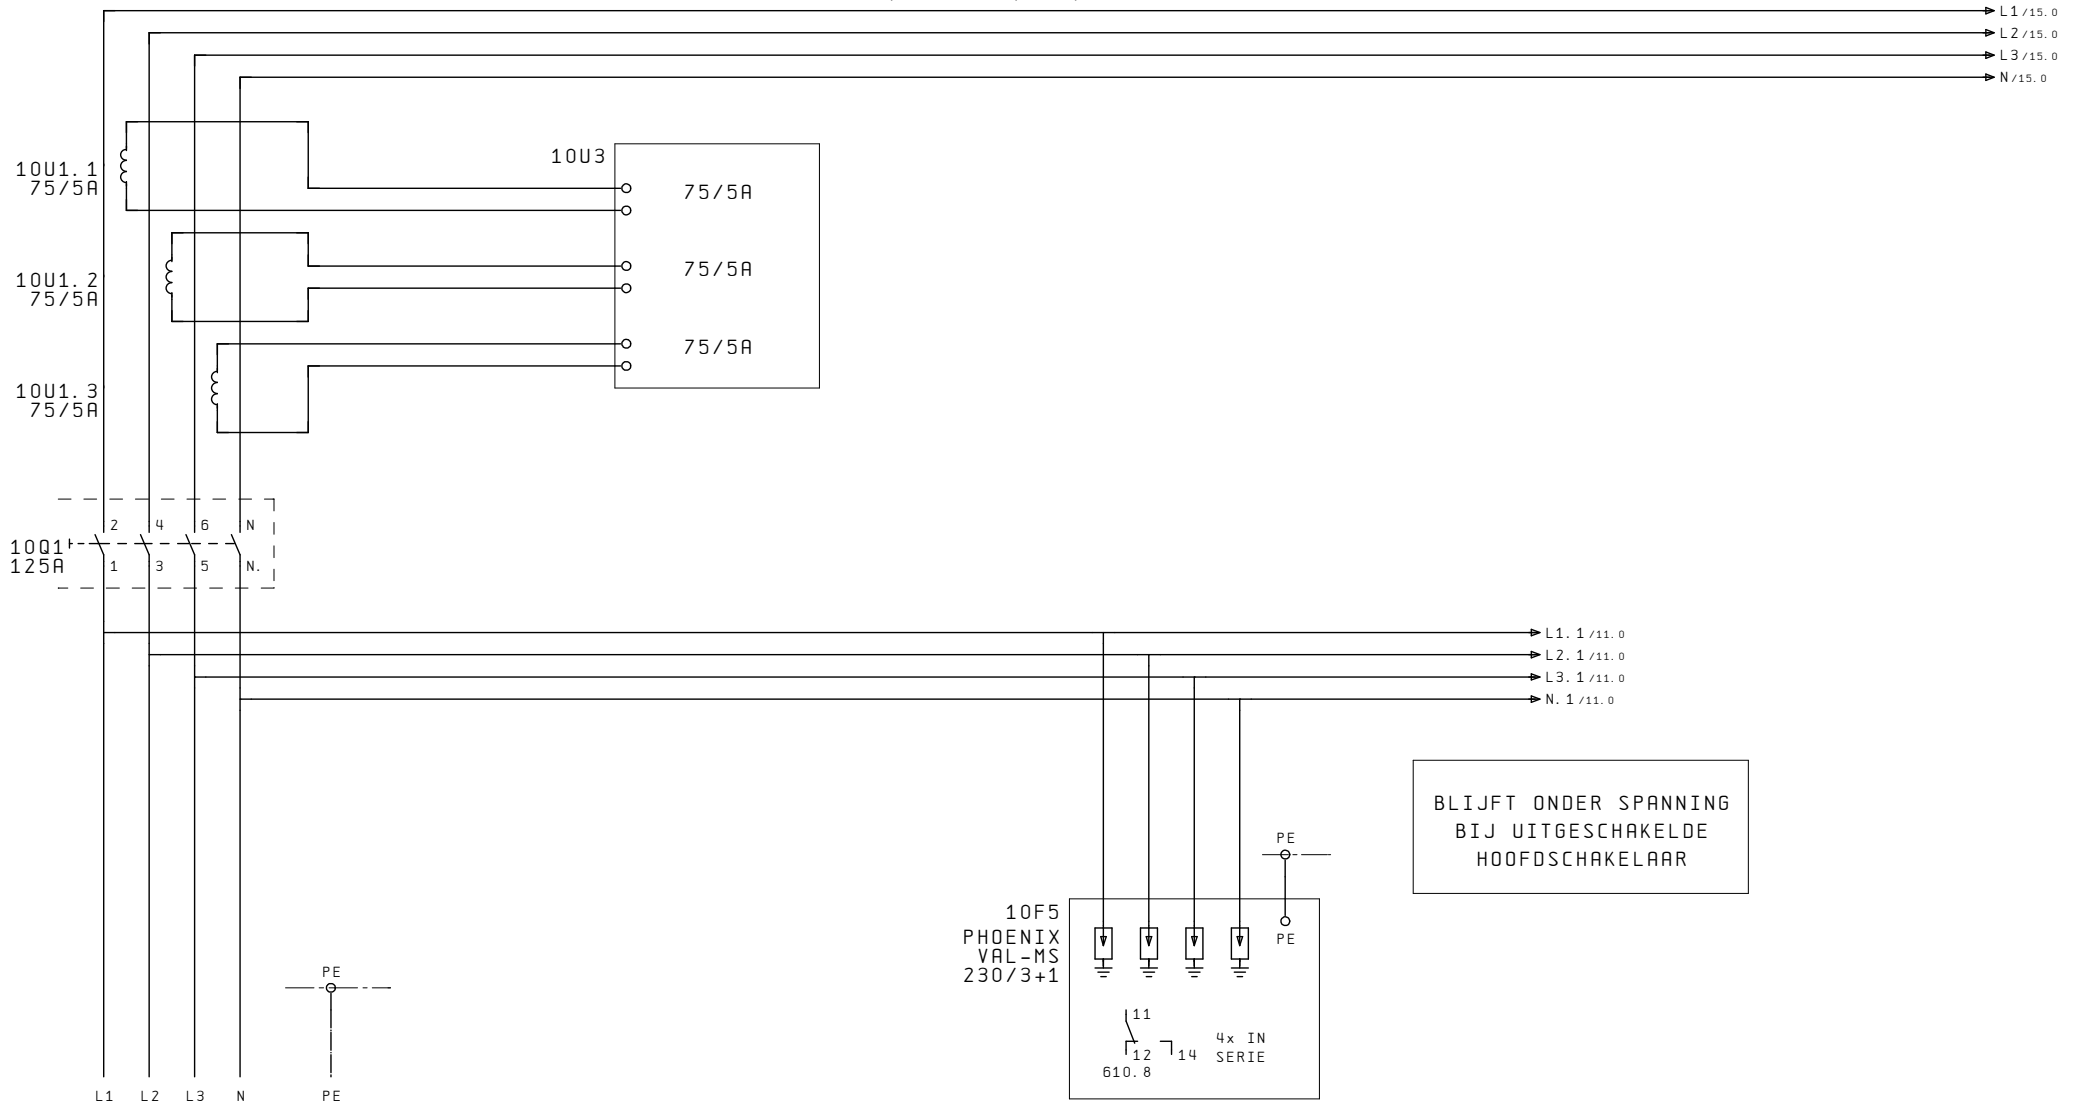 L1/15.0
L2/15.0
L3/15.0
N/15.0
10U1.1
75/5A
10U3
75/5A
10U1.2
75/5A
75/5A
10U1.3
75/5A
75/5A
2 4 6 N
10Q1
125A
1 3 5 N.
L1.1/11.0
L2.1/11.0
L3.1/11.0
N.1/11.0
BLIJFT ONDER SPANNING
BIJ UITGESCHAKELDE
HOOFDSCHAKELAAR
PE
10F5
PHOENIX
VAL-MS
230/3+1
PE
PE
11
12
14
610.8
4x IN
SERIE
L1 L2 L3 N PE